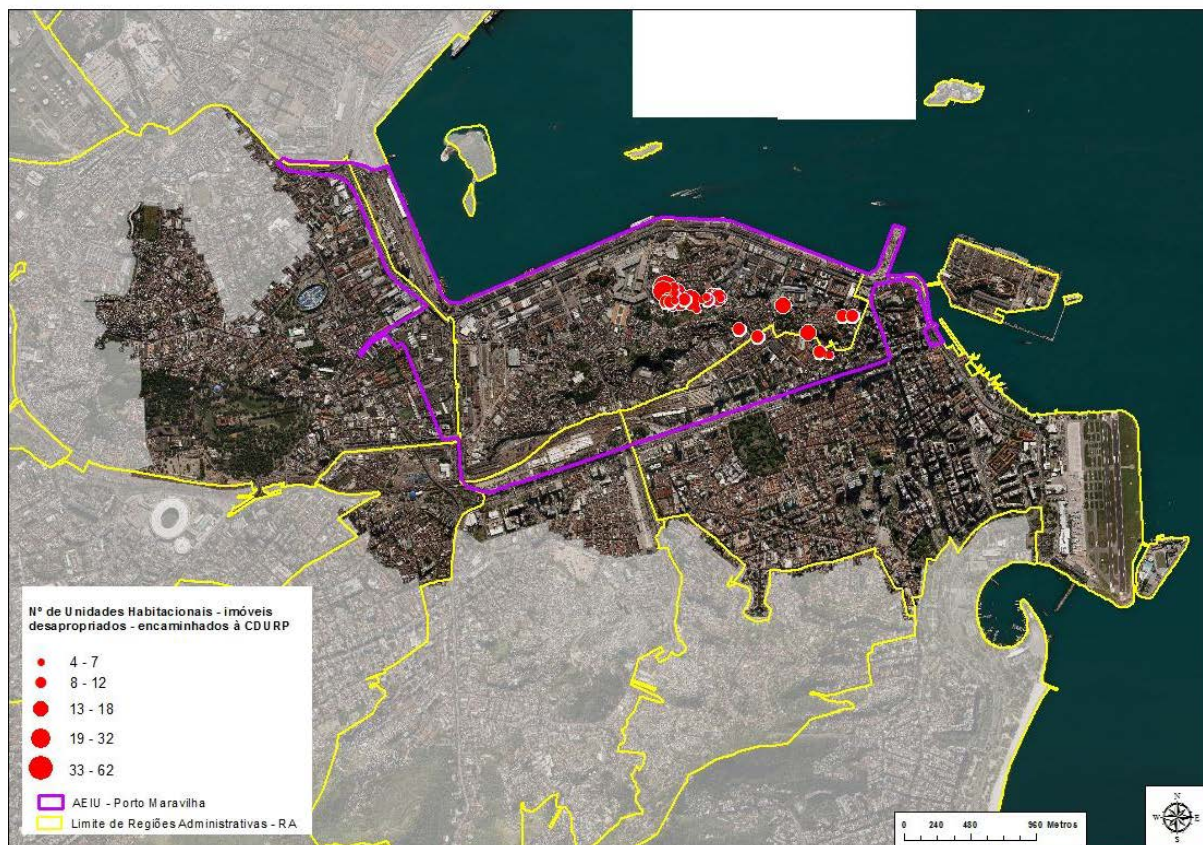 Nº de Unidades Habitacionais - imóveis
desapropriados - encaminhados à CDURP
4 - 7
8 - 12
13 - 18
19 - 32
33 - 62
AEIU - Porto Maravilha
Limite de Regiões Administrativas - RA
0 240 480 960 Metros
N
W E
S